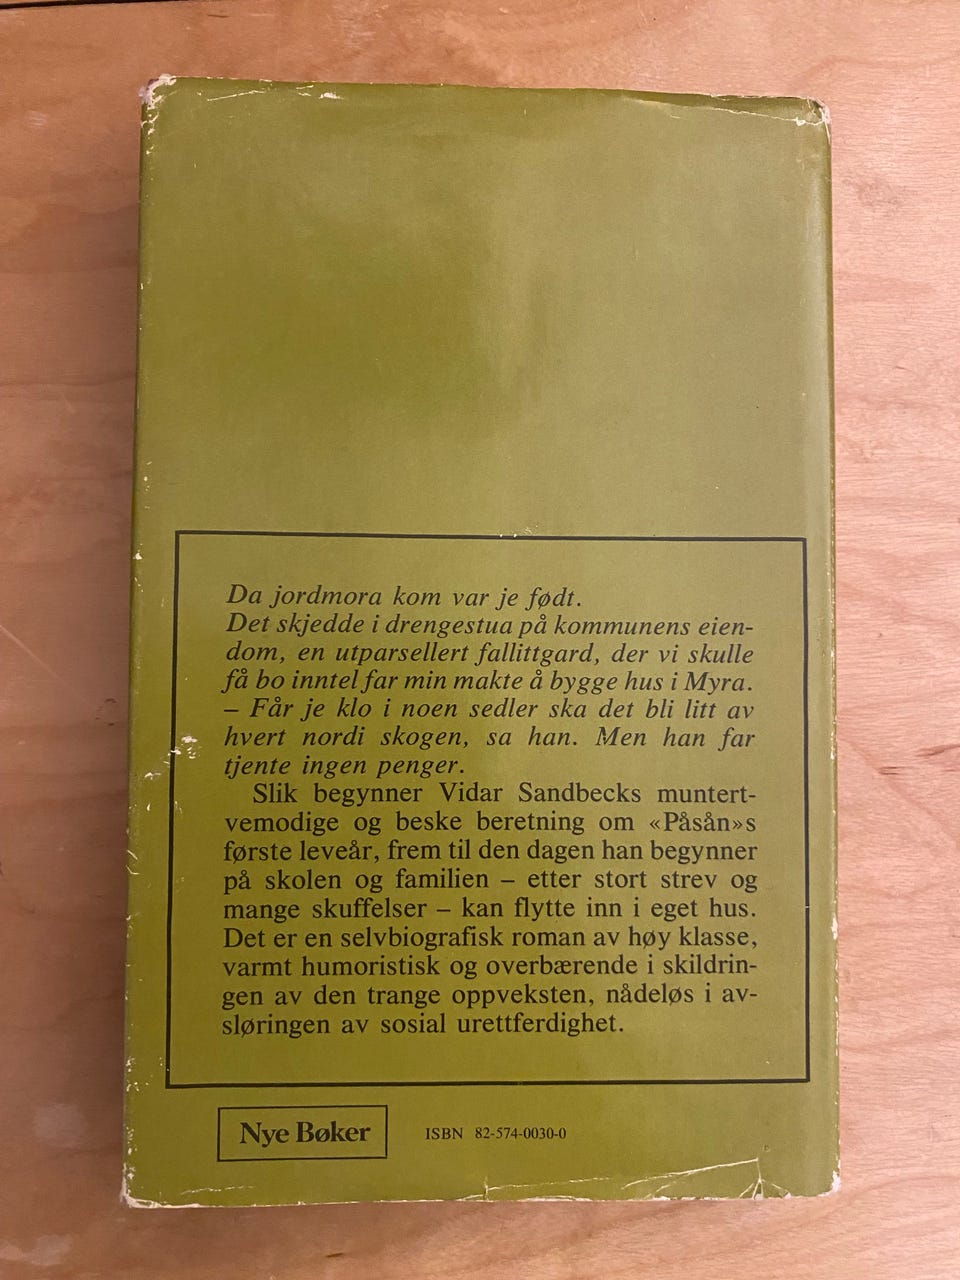 Da jordmora kom var je født.
Det skjedde i drengestua på kommunens eien-
dom, en utparsellert fallittgard, der vi skulle
få bo inntel far min makte å bygge hus i Myra.
– Får je klo i noen sedler ska det bli litt av
hvert nordi skogen, sa han. Men han far
tjente ingen penger.
Slik begynner Vidar Sandbecks muntert-
vemodige og beske beretning om «Påsån»s
første leveår, frem til den dagen han begynner
på skolen og familien – etter stort strev og
mange skuffelser – kan flytte inn i eget hus.
Det er en selvbiografisk roman av høy klasse,
varmt humoristisk og overbærende i skildrin-
gen av den trange oppveksten, nådeløs i av-
sløringen av sosial urettferdighet.
Nye Bøker
ISBN 82-574-0030-0